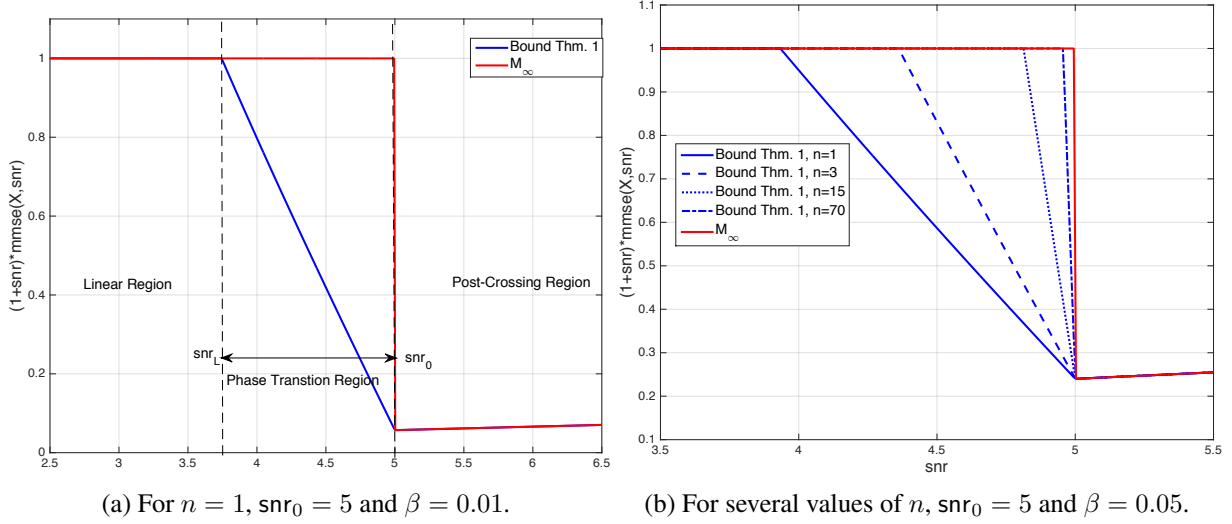 (1+snr)*mmse(X,snr)
1
0.8
0.6
0.4
0.2
0
Bound Thm. 1
M∞
Linear Region
Post-Crossing Region
snr_L
snr_0
Phase Transtion Region
2.5 3 3.5 4 4.5 5 5.5 6 6.5
(a) For n = 1, snr₀ = 5 and β = 0.01.
(1+snr)*mmse(X,snr)
1.1
1
0.9
0.8
0.7
0.6
0.5
0.4
0.3
0.2
0.1
Bound Thm. 1, n=1
Bound Thm. 1, n=3
Bound Thm. 1, n=15
Bound Thm. 1, n=70
M∞
3.5 4 4.5 5 5.5
snr
(b) For several values of n, snr₀ = 5 and β = 0.05.